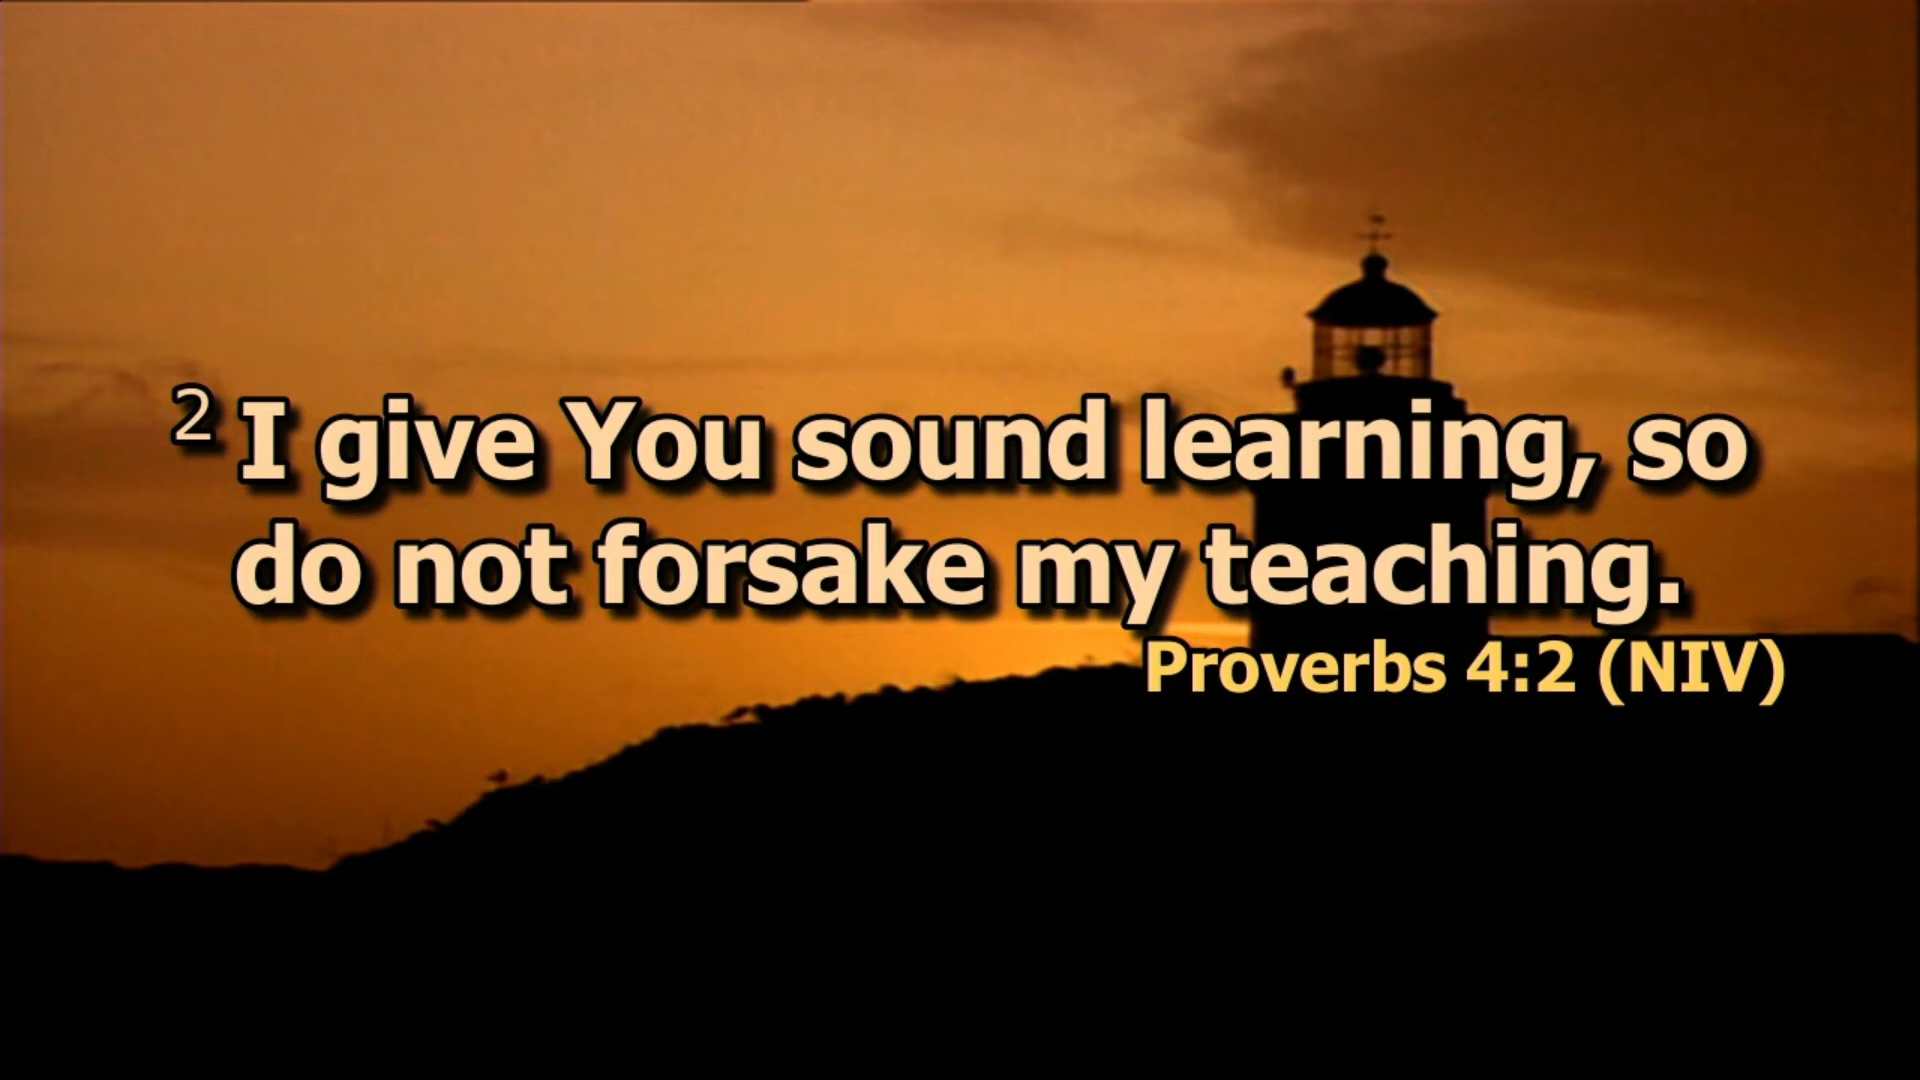 2 I give You sound learning, so
do not forsake my teaching.
Proverbs 4:2 (NIV)